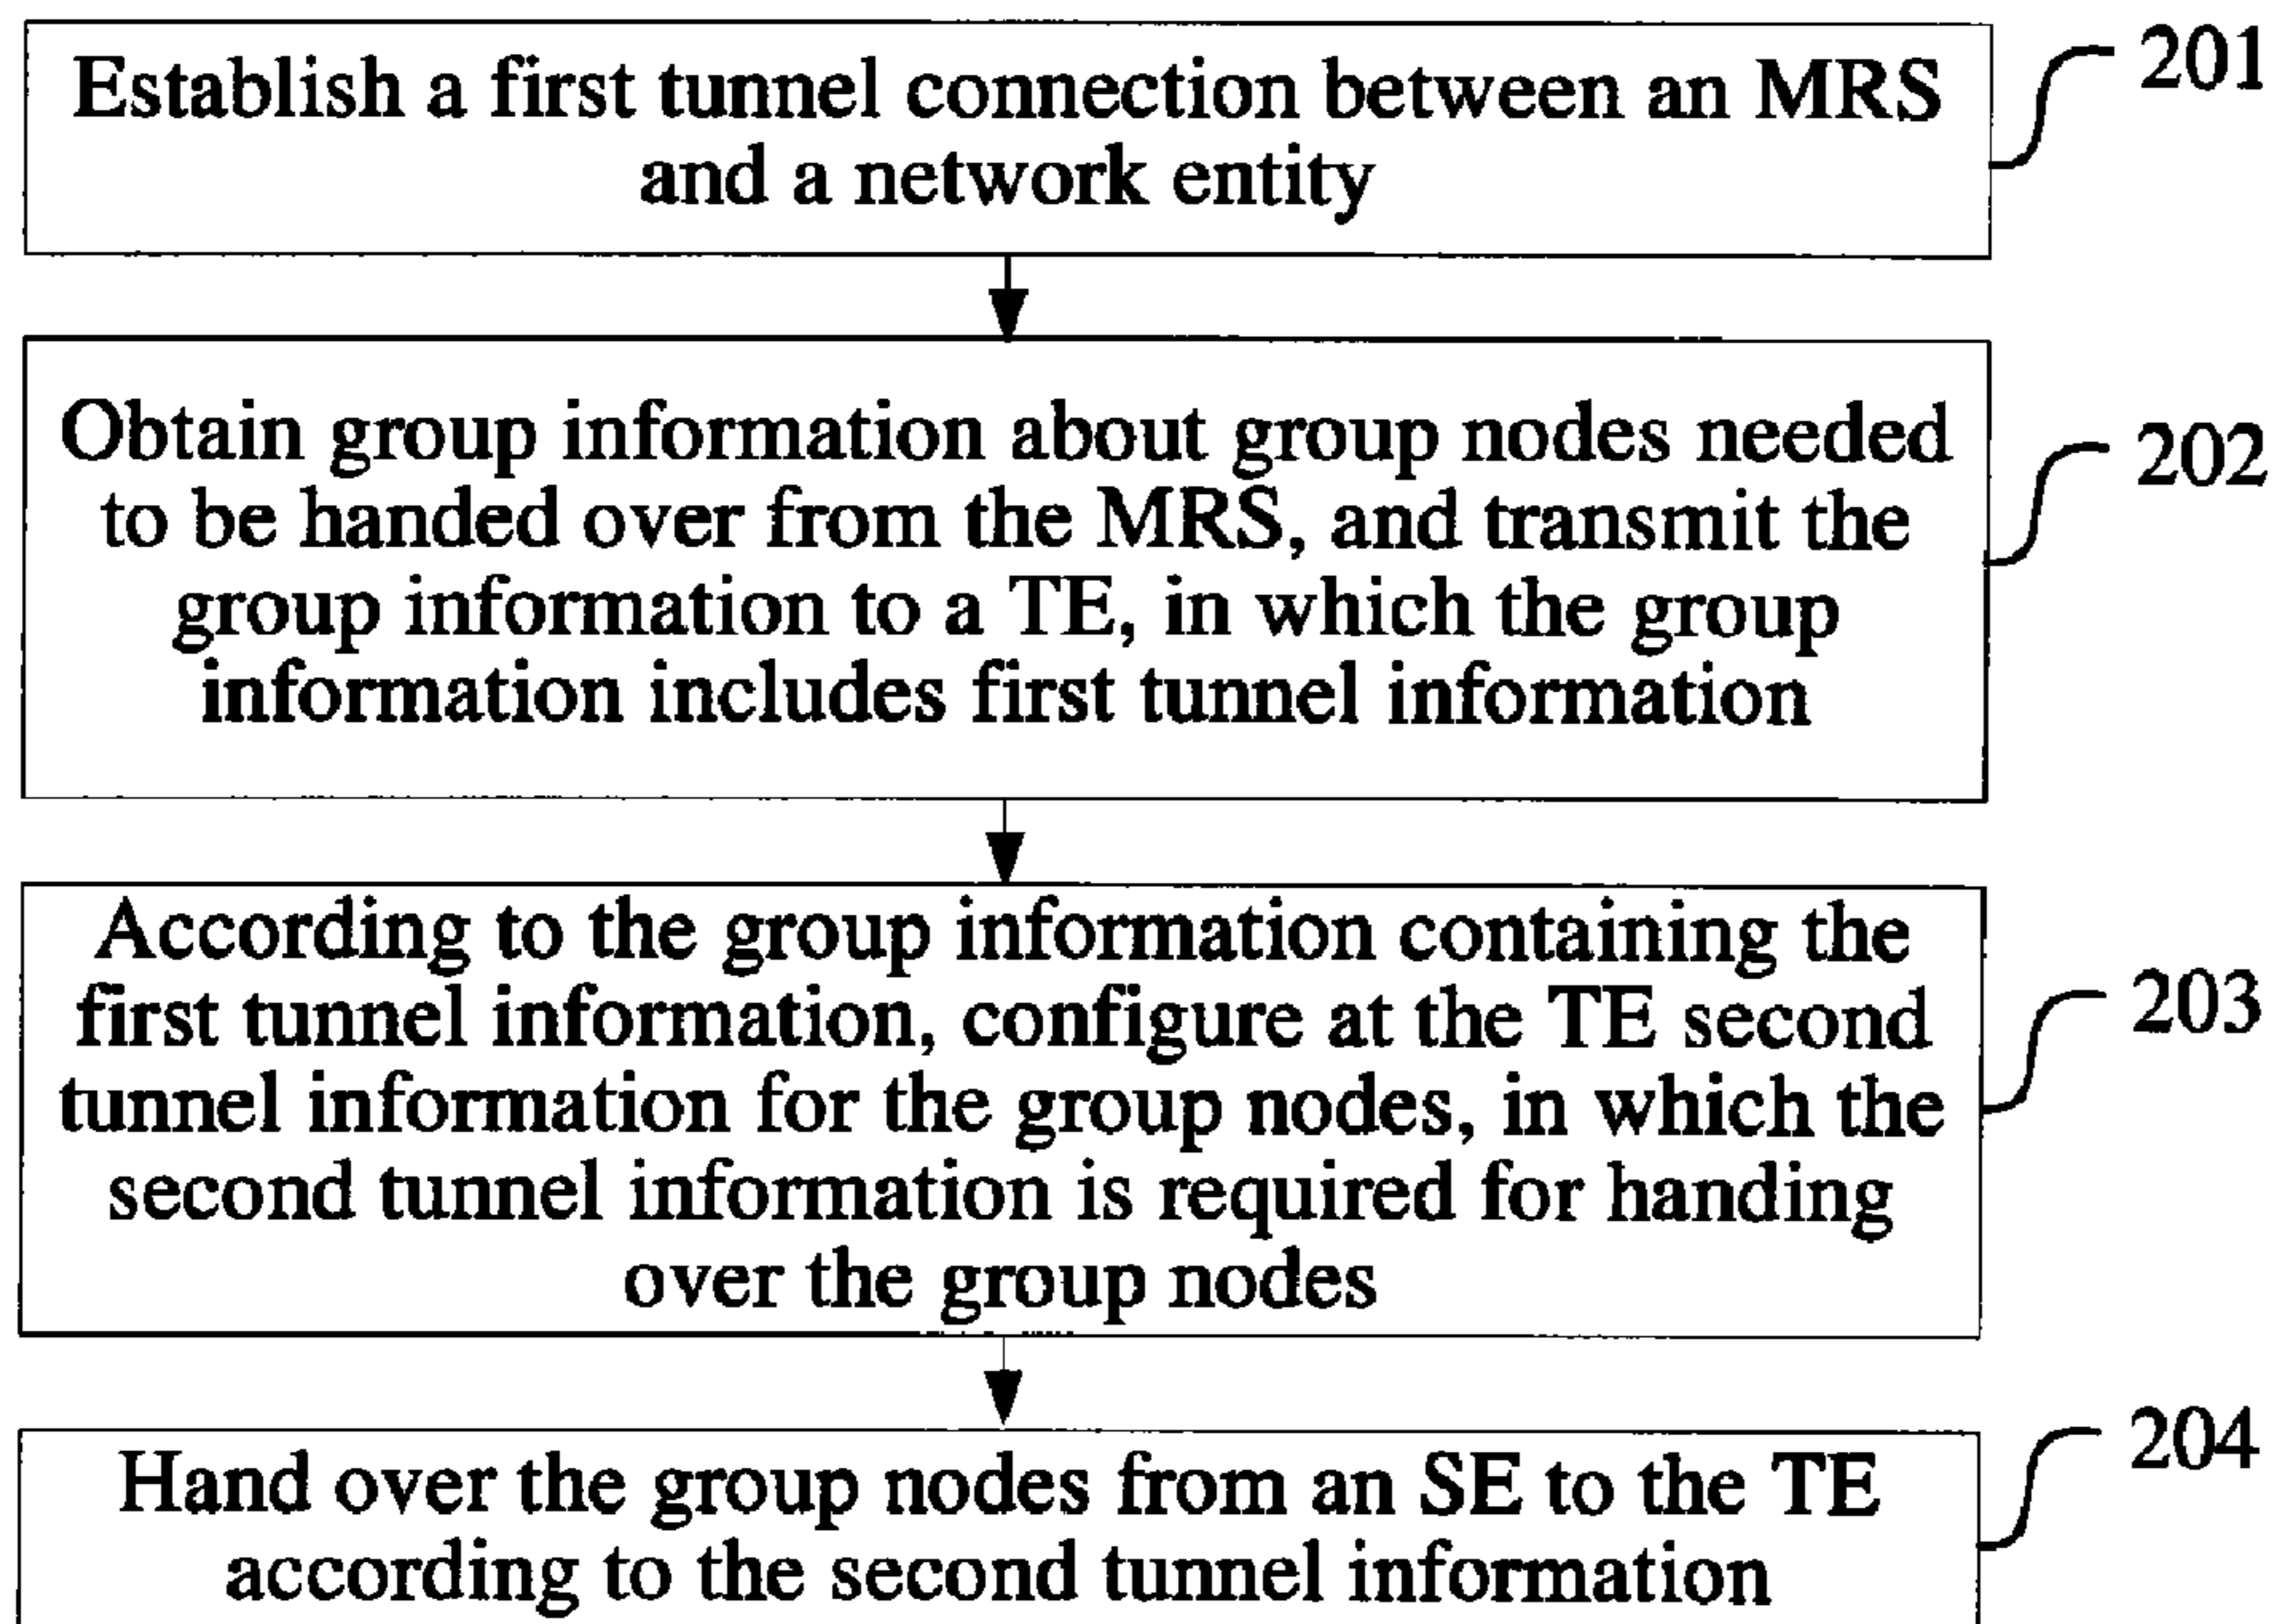 Establish a first tunnel connection between an MRS
and a network entity
201
Obtain group information about group nodes needed
to be handed over from the MRS, and transmit the
group information to a TE, in which the group
information includes first tunnel information
202
According to the group information containing the
first tunnel information, configure at the TE second
tunnel information for the group nodes, in which the
second tunnel information is required for handing
over the group nodes
203
Hand over the group nodes from an SE to the TE
according to the second tunnel information
204